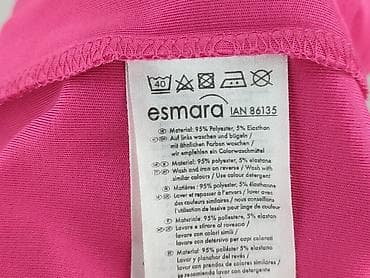 40
esmara IAN 86135
Material: 95% Polyester, 5% Elasthan
Auf links waschen und bügeln
mit ähnlichen Farben waschen/
wir empfehlen ein Colorwaschmittel
Material: 95% polyester, 5% elastane
Wash and iron on reverse / Wash with
similar colours / Use colour detergent
Matières: 95% polyester, 5% élasthanne
Laver et repasser à l'envers / laver avec
des couleurs similaires / nous conseillons
l'utilisation de lessive pour linge de couleur
Materiale: 95% poliestere, 5% elastan
Lavare e stirare al rovescio /
lavare con colori simili /
lavare con detersivo per capi colorati
Material: 95% poliéster, 5% elastano
Lavar y planchar del revés /
lavar con prendas de colores similares /
se recomienda lavar con detergente